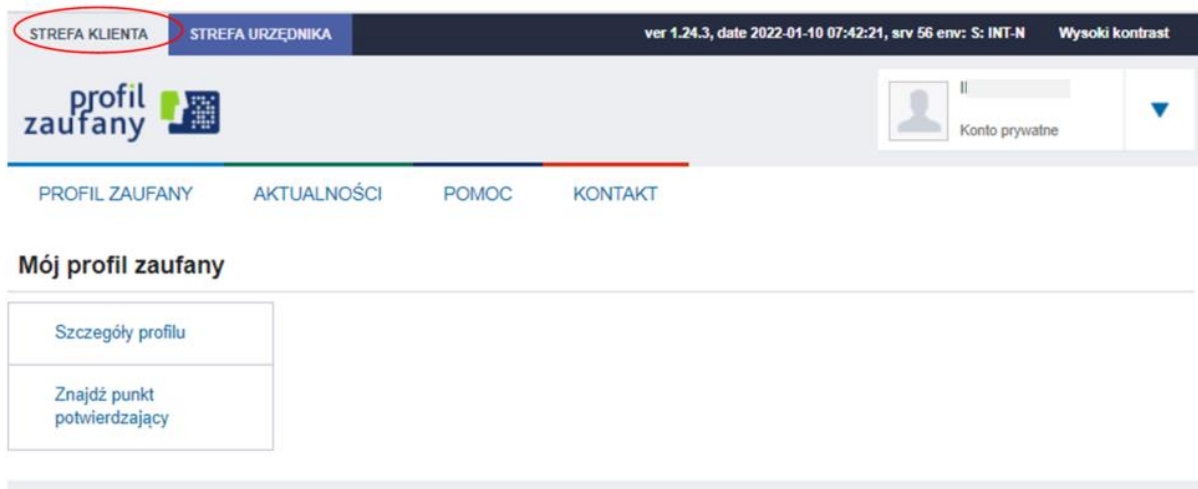 STREFA KLIENTA STREFA URZĘDNIKA ver 1.24.3, date 2022-01-10 07:42:21, srv 56 env: S: INT-N Wysoki kontrast
profil
zaufany
Konto prywatne
PROFIL ZAUFANY AKTUALNOŚCI POMOC KONTAKT
Mój profil zaufany
Szczegóły profilu
Znajdź punkt
potwierdzający